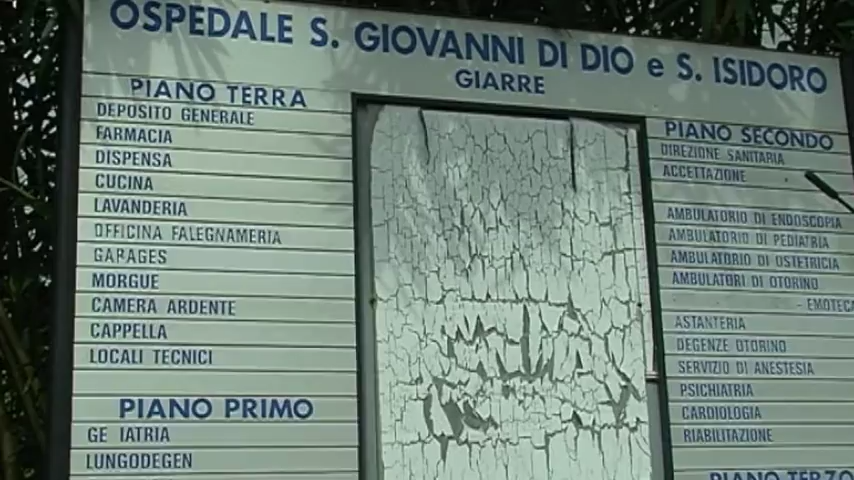 OSPEDALE S. GIOVANNI DI DIO e S. ISIDORO
GIARRE
PIANO TERRA
DEPOSITO GENERALE
FARMACIA
DISPENSA
CUCINA
LAVANDERIA
OFFICINA FALEGNAMERIA
GARAGES
MORGUE
CAMERA ARDENTE
CAPPELLA
LOCALI TECNICI
PIANO PRIMO
GE IATRIA
LUNGODEGEN
PIANO SECONDO
DIREZIONE SANITARIA
ACCETTAZIONE
AMBULATORIO DI ENDOSCOPIA
AMBULATORIO DI PEDIATRIA
AMBULATORIO DI OSTETRICIA
AMBULATORI DI OTORINO
- EMOTECA
ASTANTERIA
DEGENZE OTORINO
SERVIZIO DI ANESTESIA
PSICHIATRIA
CARDIOLOGIA
RIABILITAZIONE
PIANO TERZO